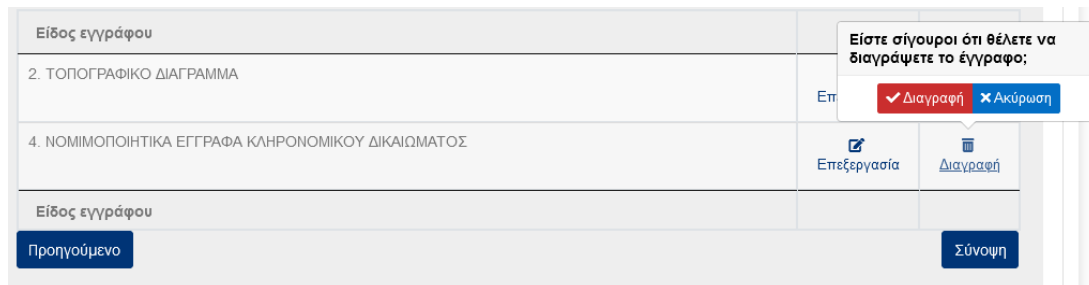 Είδος εγγράφου
Είστε σίγουροι ότι θέλετε να
διαγράψετε το έγγραφο;
2. ΤΟΠΟΓΡΑΦΙΚΟ ΔΙΑΓΡΑΜΜΑ
Διαγραφή Ακύρωση
4. ΝΟΜΙΜΟΠΟΙΗΤΙΚΑ ΕΓΓΡΑΦΑ ΚΛΗΡΟΝΟΜΙΚΟΥ ΔΙΚΑΙΩΜΑΤΟΣ
Επεξεργασία Διαγραφή
Είδος εγγράφου
Προηγούμενο Σύνοψη